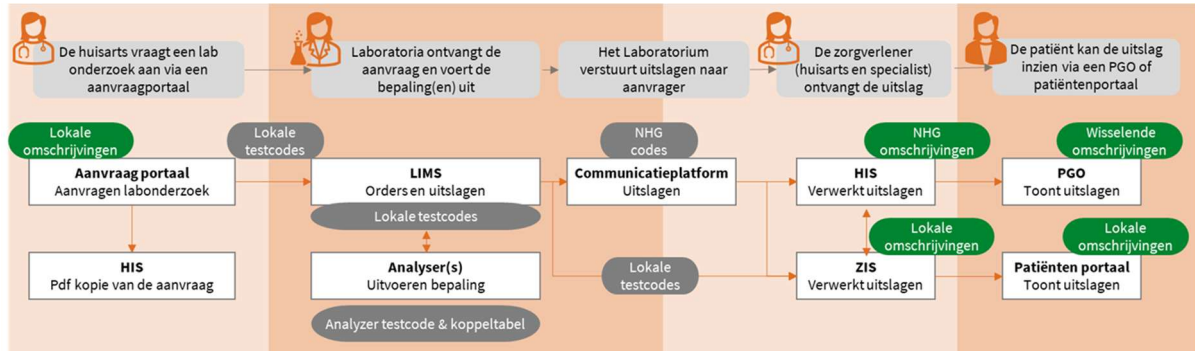 De huisarts vraagt een lab
onderzoek aan via een
aanvraagportaal
Laboratoria ontvangt de
aanvraag en voert de
bepaling(en) uit
Het Laboratorium
verstuurt uitslagen naar
aanvrager
De zorgverlener
(huisarts en specialist)
ontvangt de uitslag
De patiënt kan de uitslag
inzien via een PGO of
patiëntenportaal
Lokale
omschrijvingen
Lokale
testcodes
NHG
codes
NHG
omschrijvingen
Wisselende
omschrijvingen
Aanvraag portaal
Aanvragen labonderzoek
LIMS
Orders en uitslagen
Communicatieplatform
Uitslagen
HIS
Verwerkt uitslagen
PGO
Toont uitslagen
Lokale testcodes
Lokale
omschrijvingen
Lokale
omschrijvingen
HIS
Pdf kopie van de aanvraag
Analyser(s)
Uitvoeren bepaling
Lokale
testcodes
ZIS
Verwerkt uitslagen
Patiënten portaal
Toont uitslagen
Analyzer testcode & koppeltabel